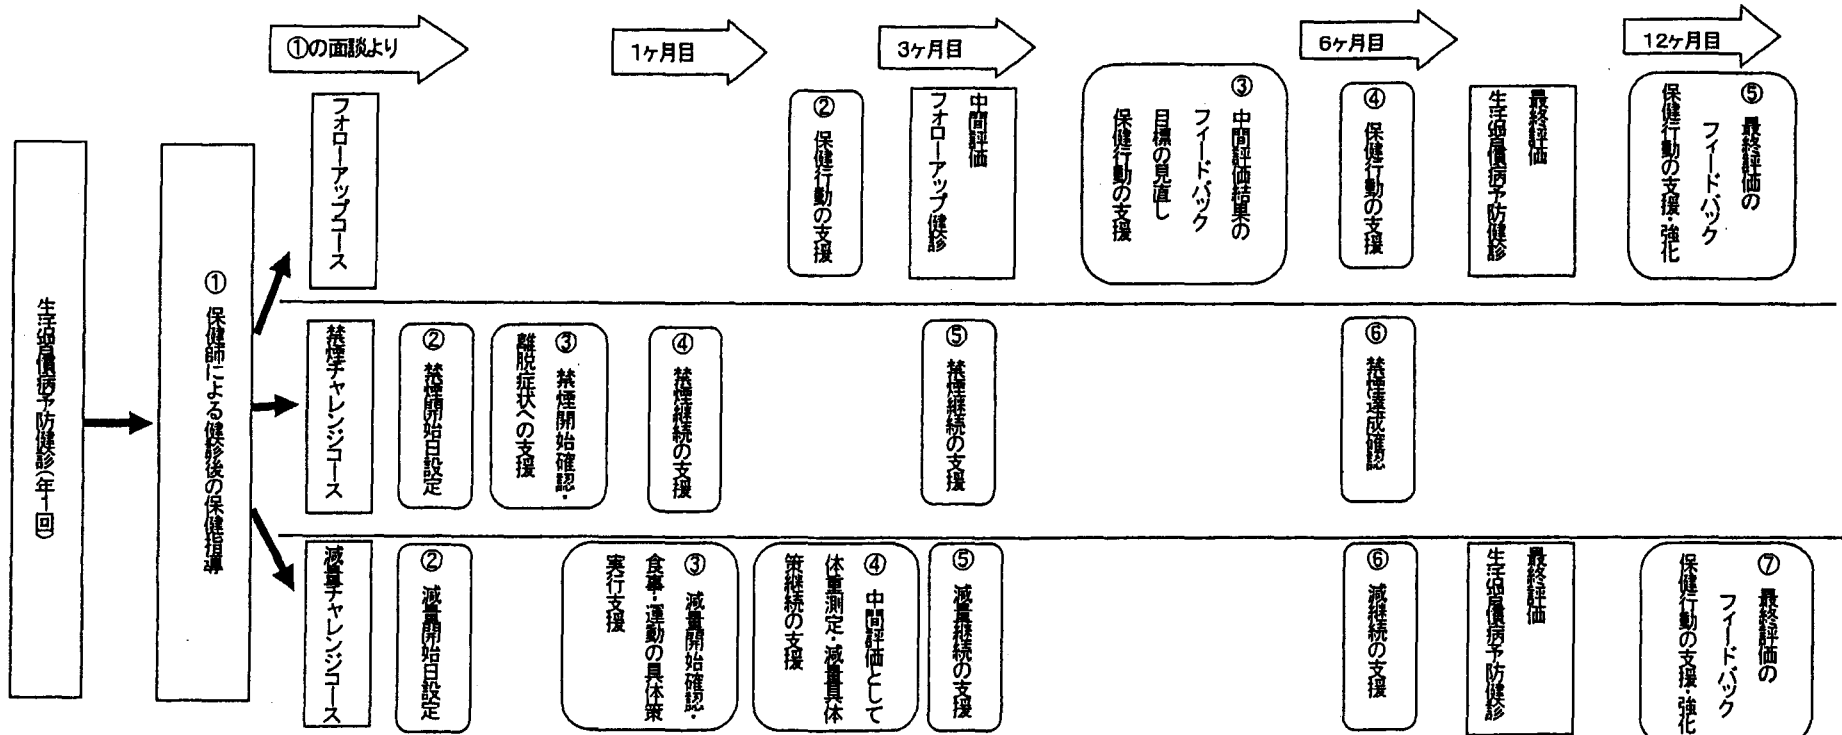 ①の面談より
1ヶ月目
3ヶ月目
6ヶ月目
12ヶ月目
生活習慣病予防健診(年1回)
① 保健師による健診後の保健指導
フォローアップコース
② 保健行動の支援
中間評価
フォローアップ健診
③ 中間評価結果の
フィードバック
目標の見直し
保健行動の支援
④ 保健行動の支援
最終評価
生活習慣病予防健診
⑤ 最終評価の
フィードバック
保健行動の支援・強化
禁煙チャレンジコース
② 禁煙開始日設定
③ 禁煙開始確認・
離脱症状への支援
④ 禁煙継続の支援
⑤ 禁煙継続の支援
⑥ 禁煙達成確認
減量チャレンジコース
② 減量開始日設定
③ 減量開始確認・
食事・運動の具体策
実行支援
④ 中間評価として
体重測定・減量具体
策継続の支援
⑤ 減量継続の支援
⑥ 減継続の支援
最終評価
生活習慣病予防健診
⑦ 最終評価の
フィードバック
保健行動の支援・強化